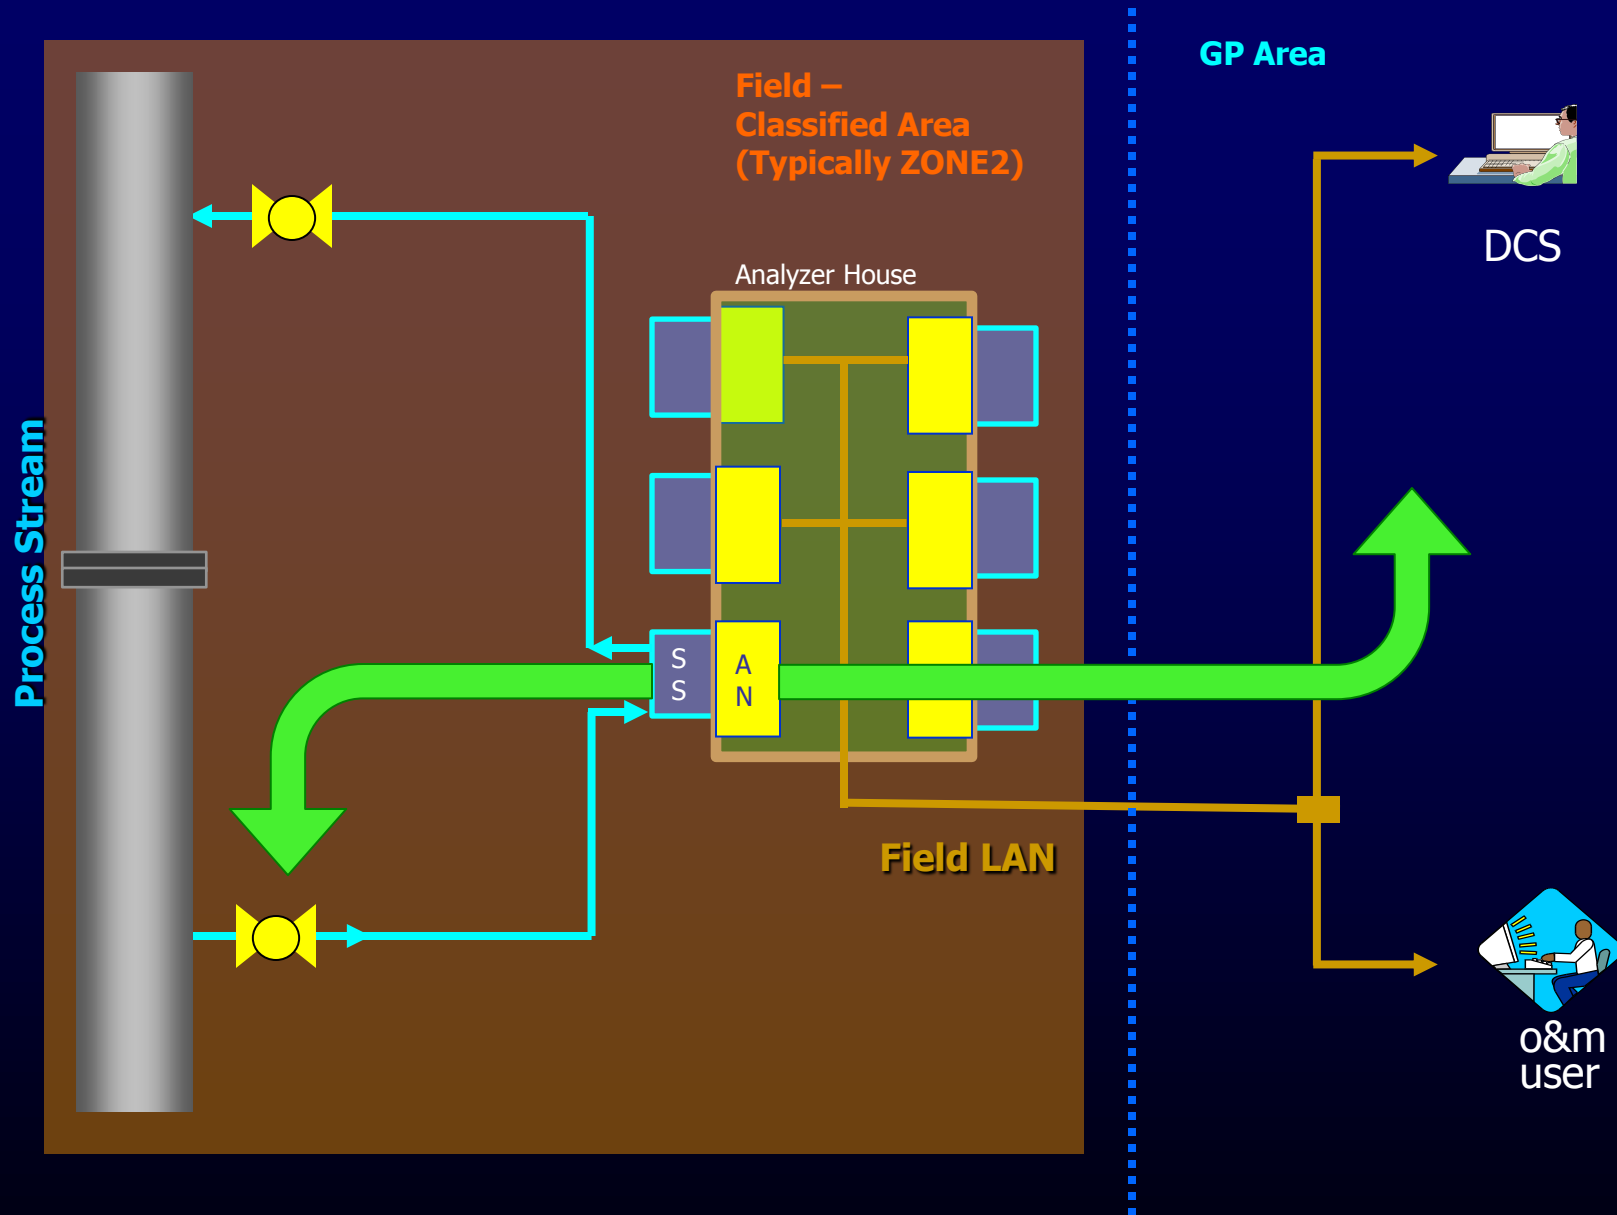 GP Area
Field –
Classified Area
(Typically ZONE2)
DCS
Analyzer House
Process Stream
S
S
A
N
Field LAN
o&m
user